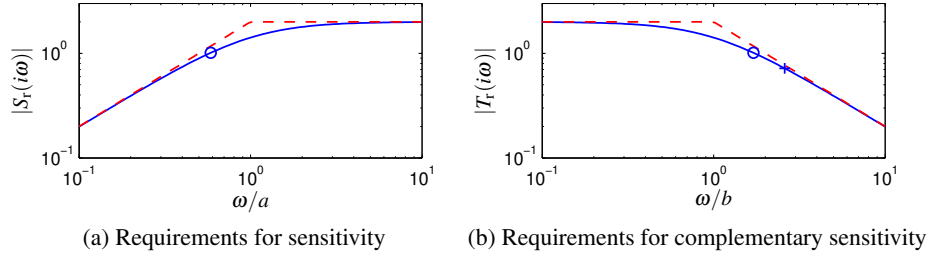 |S_r(iω)|
10^0
10^-1
10^-1 10^0 10^1
ω/a
(a) Requirements for sensitivity
|T_r(iω)|
10^0
10^-1
10^-1 10^0 10^1
ω/b
(b) Requirements for complementary sensitivity